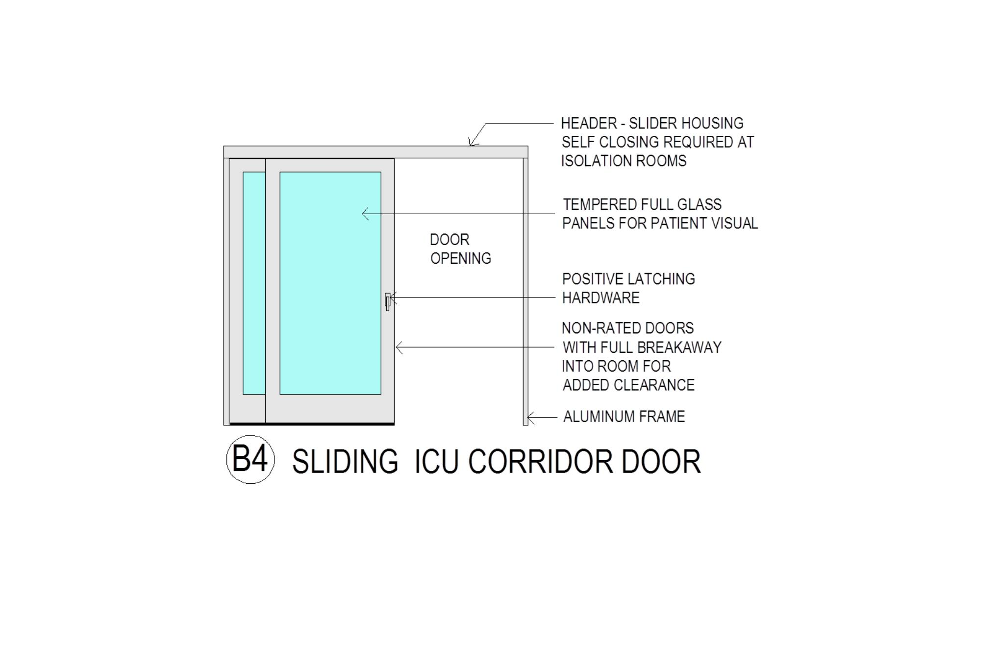 HEADER - SLIDER HOUSING
SELF CLOSING REQUIRED AT
ISOLATION ROOMS
TEMPERED FULL GLASS
PANELS FOR PATIENT VISUAL
DOOR
OPENING
POSITIVE LATCHING
HARDWARE
NON-RATED DOORS
WITH FULL BREAKAWAY
INTO ROOM FOR
ADDED CLEARANCE
ALUMINUM FRAME
B4 SLIDING ICU CORRIDOR DOOR